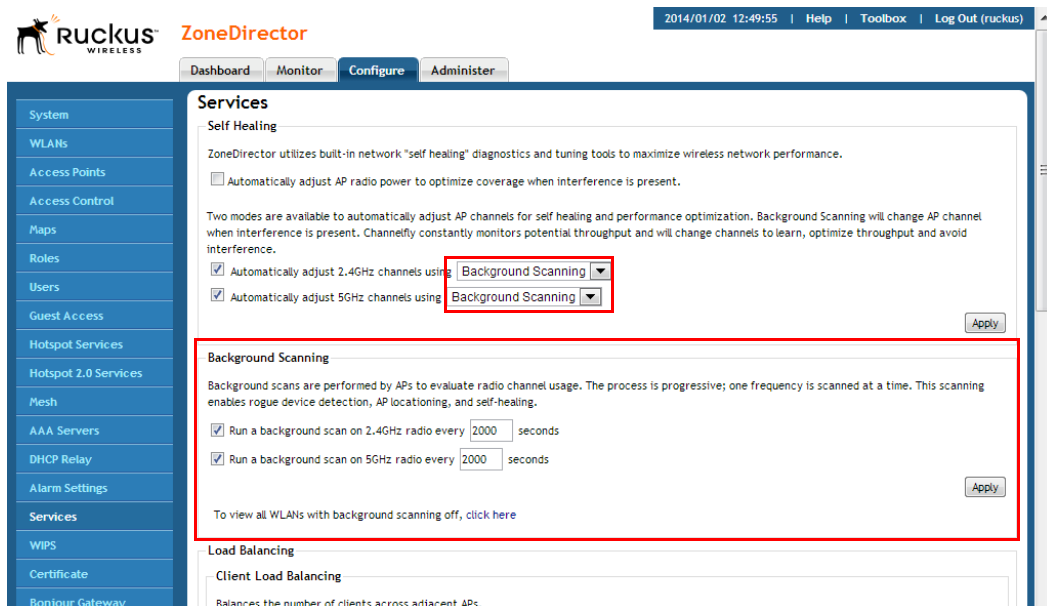 2014/01/02 12:49:55 | Help | Toolbox | Log Out (ruckus)
RUCKUS
WIRELESS
ZoneDirector
Dashboard Monitor Configure Administer
System
WLANs
Access Points
Access Control
Maps
Roles
Users
Guest Access
Hotspot Services
Hotspot 2.0 Services
Mesh
AAA Servers
DHCP Relay
Alarm Settings
Services
WIPS
Certificate
Bonjour Gateway
Services
Self Healing
ZoneDirector utilizes built-in network "self healing" diagnostics and tuning tools to maximize wireless network performance.
Automatically adjust AP radio power to optimize coverage when interference is present.
Two modes are available to automatically adjust AP channels for self healing and performance optimization. Background Scanning will change AP channel
when interference is present. Channelfly constantly monitors potential throughput and will change channels to learn, optimize throughput and avoid
interference.
Automatically adjust 2.4GHz channels using Background Scanning
Automatically adjust 5GHz channels using Background Scanning
Apply
Background Scanning
Background scans are performed by APs to evaluate radio channel usage. The process is progressive; one frequency is scanned at a time. This scanning
enables rogue device detection, AP locationing, and self-healing.
Run a background scan on 2.4GHz radio every 2000 seconds
Run a background scan on 5GHz radio every 2000 seconds
Apply
To view all WLANs with background scanning off, click here
Load Balancing
Client Load Balancing
Balances the number of clients across adjacent APs.